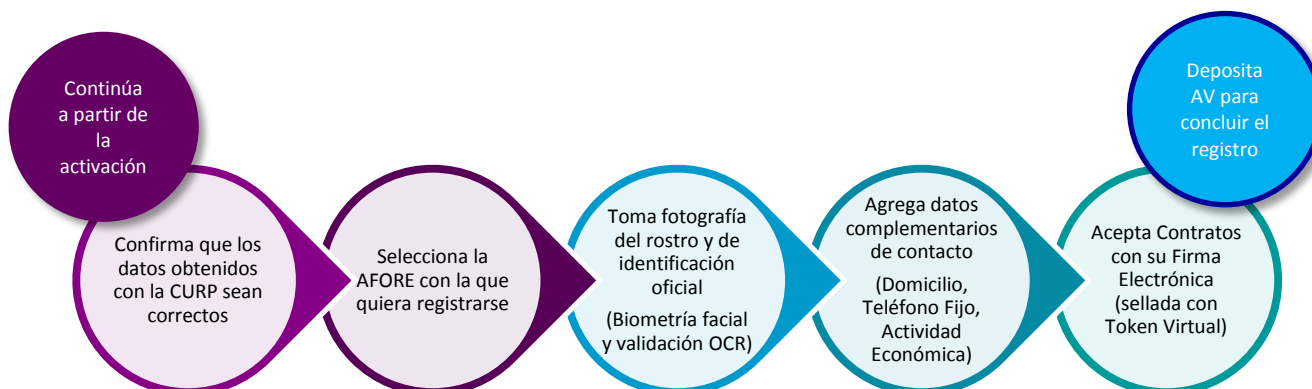 Continúa
a partir de
la
activación
Confirma que los
datos obtenidos
con la CURP sean
correctos
Selecciona la
AFORE con la que
quiera registrarse
Toma fotografía
del rostro y de
identificación
oficial
(Biometría facial
y validación OCR)
Agrega datos
complementarios
de contacto
(Domicilio,
Teléfono Fijo,
Actividad
Económica)
Acepta Contratos
con su Firma
Electrónica
(sellada con
Token Virtual)
Deposita
AV para
concluir el
registro